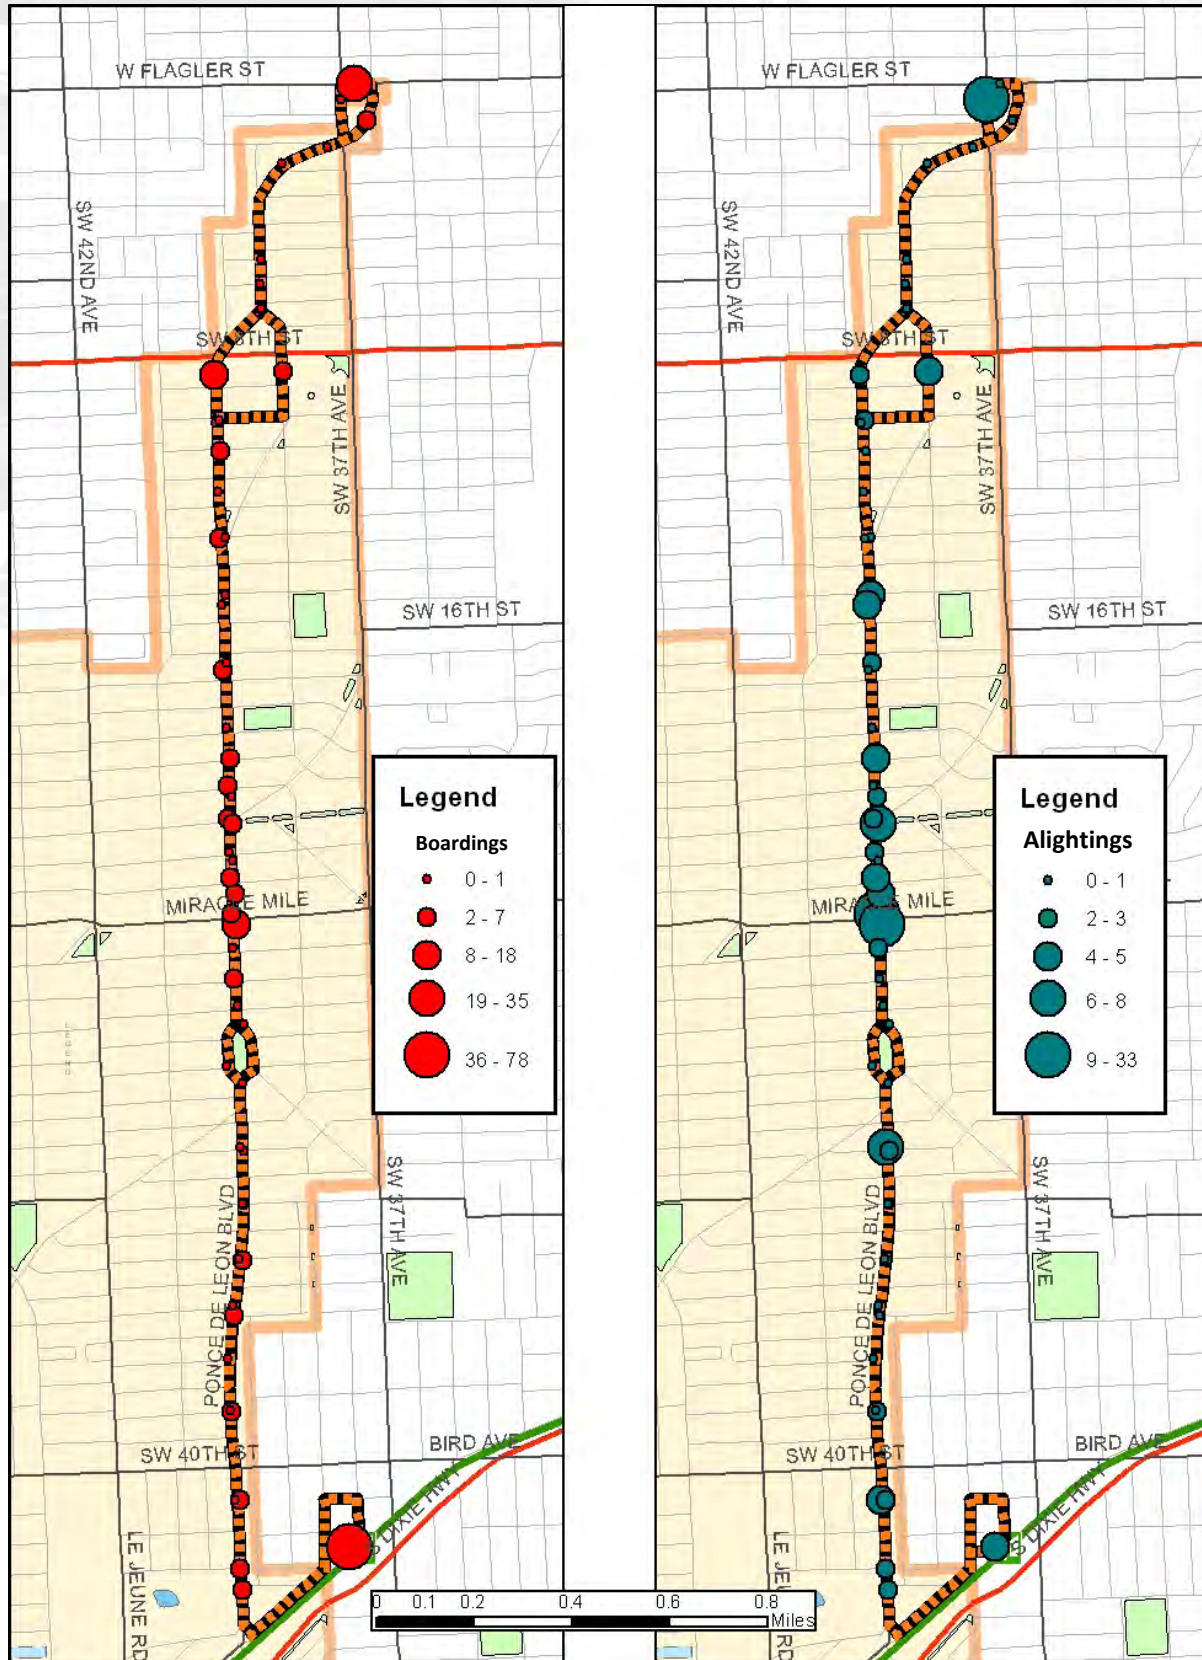 W FLAGLER ST
SW 42ND AVE
SW 8TH ST
SW 37TH AVE
SW 16TH ST
MIRACLE MILE
Legend
Boardings
0 - 1
2 - 7
8 - 18
19 - 35
36 - 78
PONCE DE LEON BLVD
SW 37TH AVE
SW 40TH ST
BIRD AVE
S DIXIE HWY
LE JEUNE RD
W FLAGLER ST
SW 42ND AVE
SW 8TH ST
SW 37TH AVE
SW 16TH ST
MIRACLE MILE
Legend
Alightings
0 - 1
2 - 3
4 - 5
6 - 8
9 - 33
PONCE DE LEON BLVD
SW 37TH AVE
SW 40TH ST
BIRD AVE
S DIXIE HWY
LE JEUNE RD
0 0.1 0.2 0.4 0.6 0.8
Miles